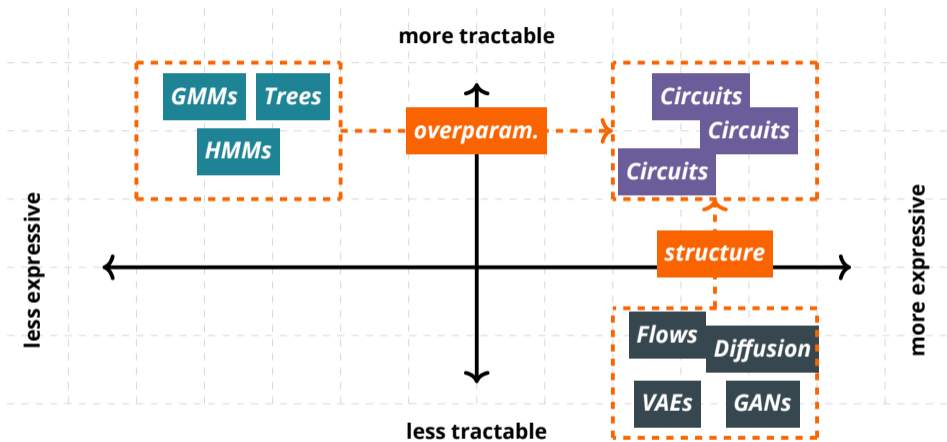 more tractable
GMMs
Trees
HMMs
overparam.
Circuits
Circuits
Circuits
less expressive
more expressive
structure
Flows
Diffusion
VAEs
GANs
less tractable